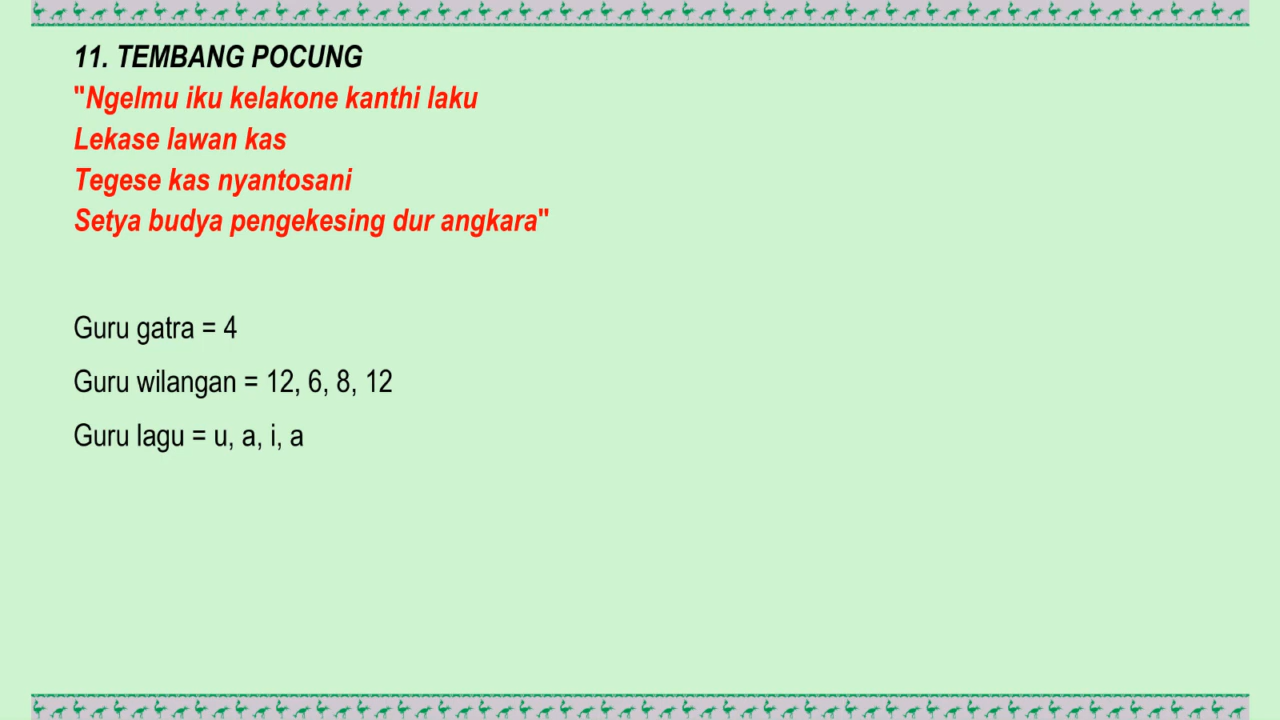 11. TEMBANG POCUNG
"Ngelmu iku kelakone kanthi laku
Lekase lawan kas
Tegese kas nyantosani
Setya budya pengekesing dur angkara"
Guru gatra = 4
Guru wilangan = 12, 6, 8, 12
Guru lagu = u, a, i, a